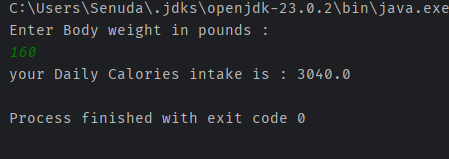 C:\Users\Senuda\.jdks\openjdk-23.0.2\bin\java.exe
Enter Body weight in pounds :
160
your Daily Calories intake is : 3040.0
Process finished with exit code 0